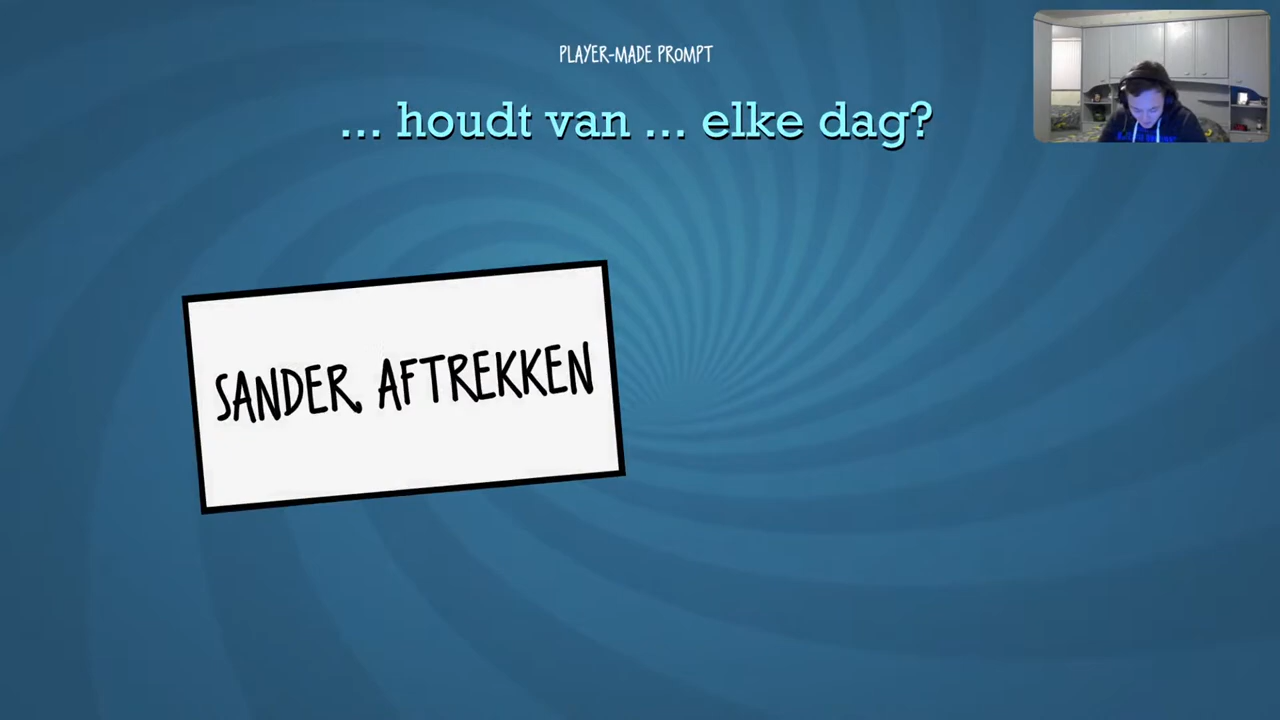 PLAYER-MADE PROMPT
... houdt van ... elke dag?
SANDER, AFTREKKEN